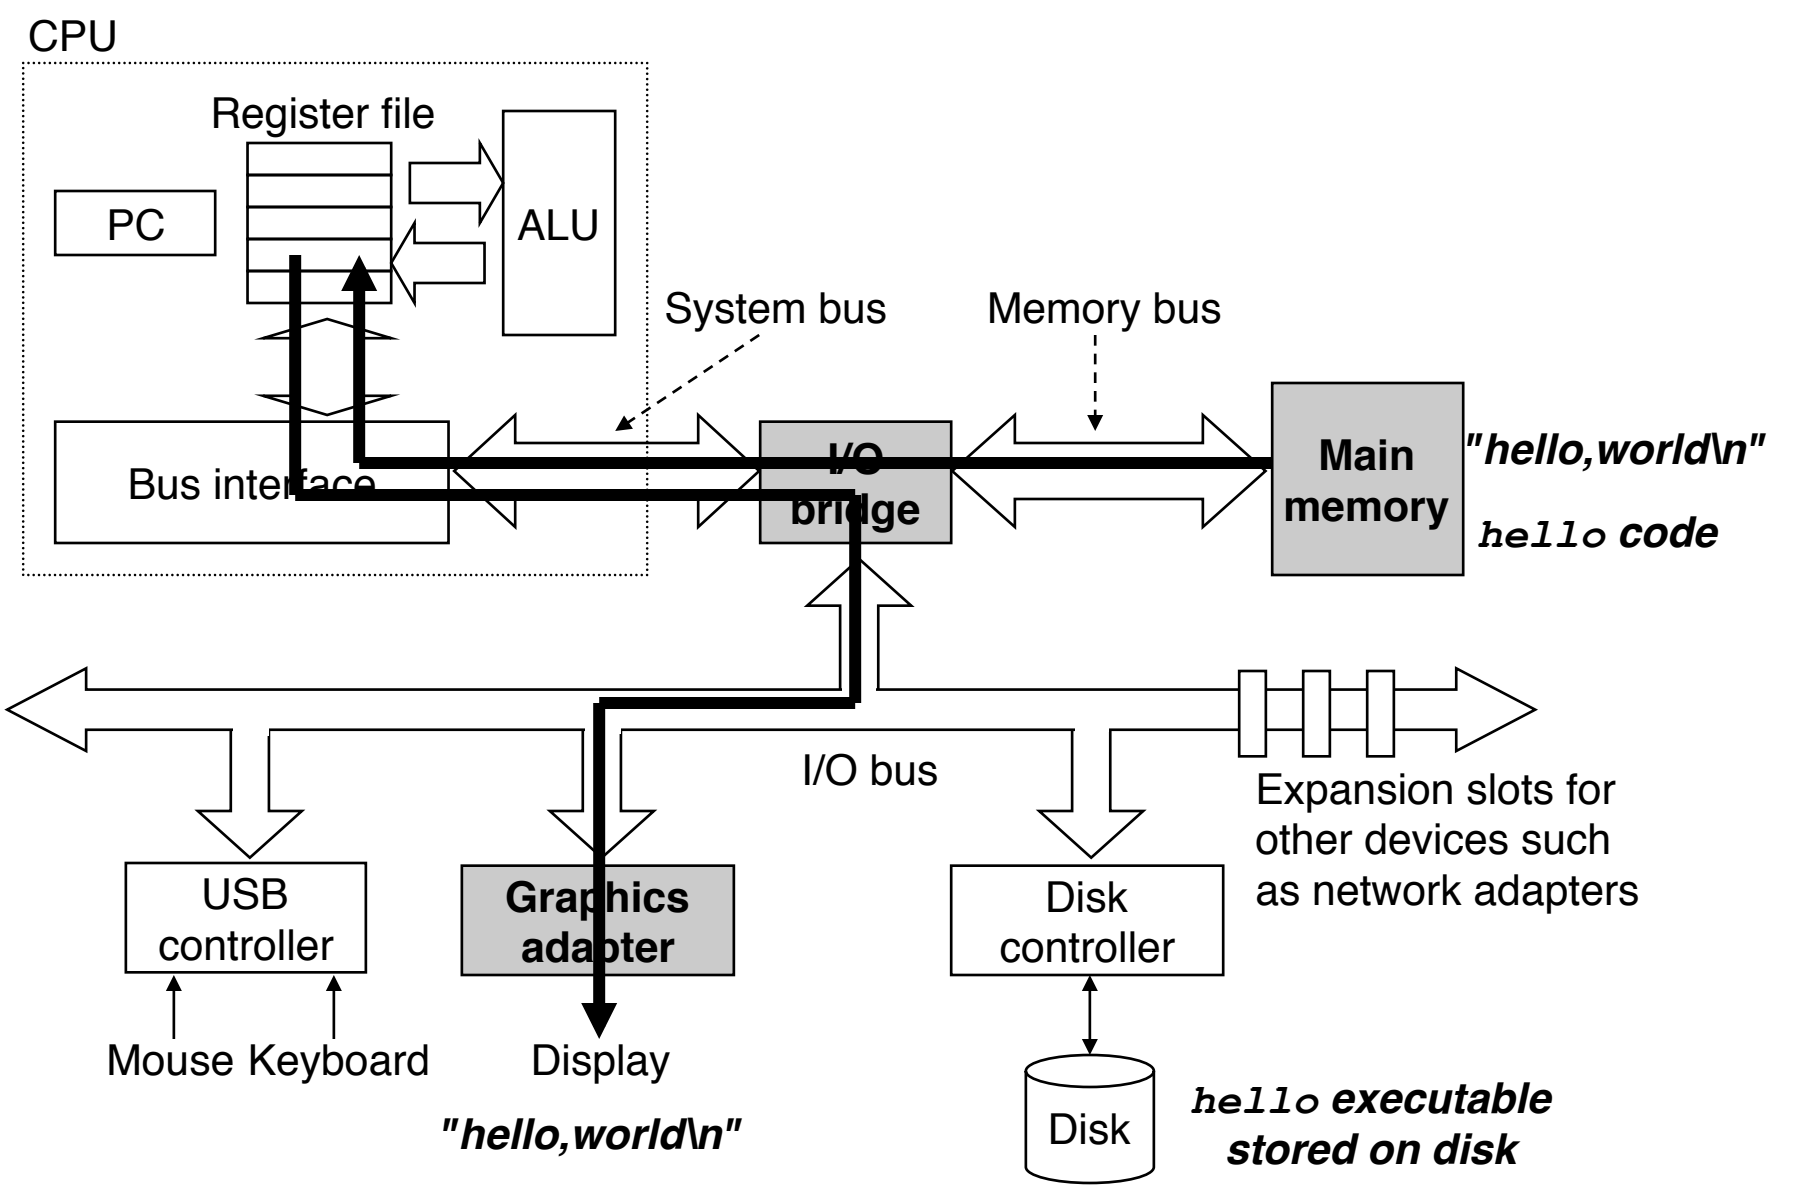 CPU
Register file
PC
ALU
System bus
Memory bus
Bus interface
I/O
bridge
Main
memory
"hello,world\n"
hello code
I/O bus
Expansion slots for
other devices such
as network adapters
USB
controller
Graphics
adapter
Disk
controller
Mouse
Keyboard
Display
"hello,world\n"
Disk
hello executable
stored on disk